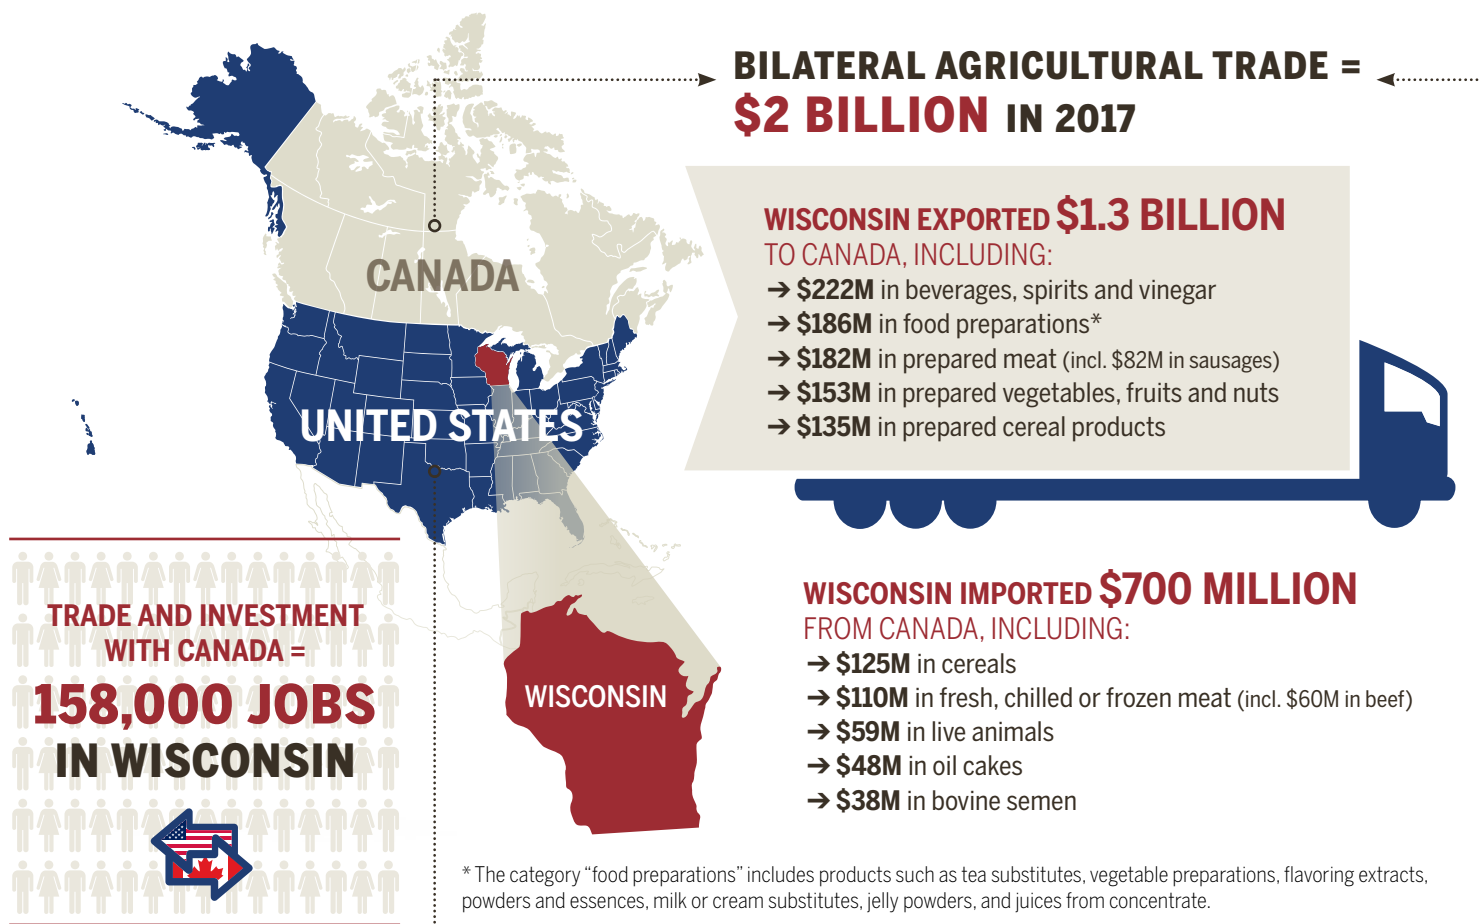 BILATERAL AGRICULTURAL TRADE =
$2 BILLION IN 2017
WISCONSIN EXPORTED $1.3 BILLION
TO CANADA, INCLUDING:
➔ $222M in beverages, spirits and vinegar
➔ $186M in food preparations*
➔ $182M in prepared meat (incl. $82M in sausages)
➔ $153M in prepared vegetables, fruits and nuts
➔ $135M in prepared cereal products
CANADA
UNITED STATES
TRADE AND INVESTMENT
WITH CANADA =
158,000 JOBS
IN WISCONSIN
WISCONSIN
WISCONSIN IMPORTED $700 MILLION
FROM CANADA, INCLUDING:
➔ $125M in cereals
➔ $110M in fresh, chilled or frozen meat (incl. $60M in beef)
➔ $59M in live animals
➔ $48M in oil cakes
➔ $38M in bovine semen
* The category “food preparations” includes products such as tea substitutes, vegetable preparations, flavoring extracts,
powders and essences, milk or cream substitutes, jelly powders, and juices from concentrate.